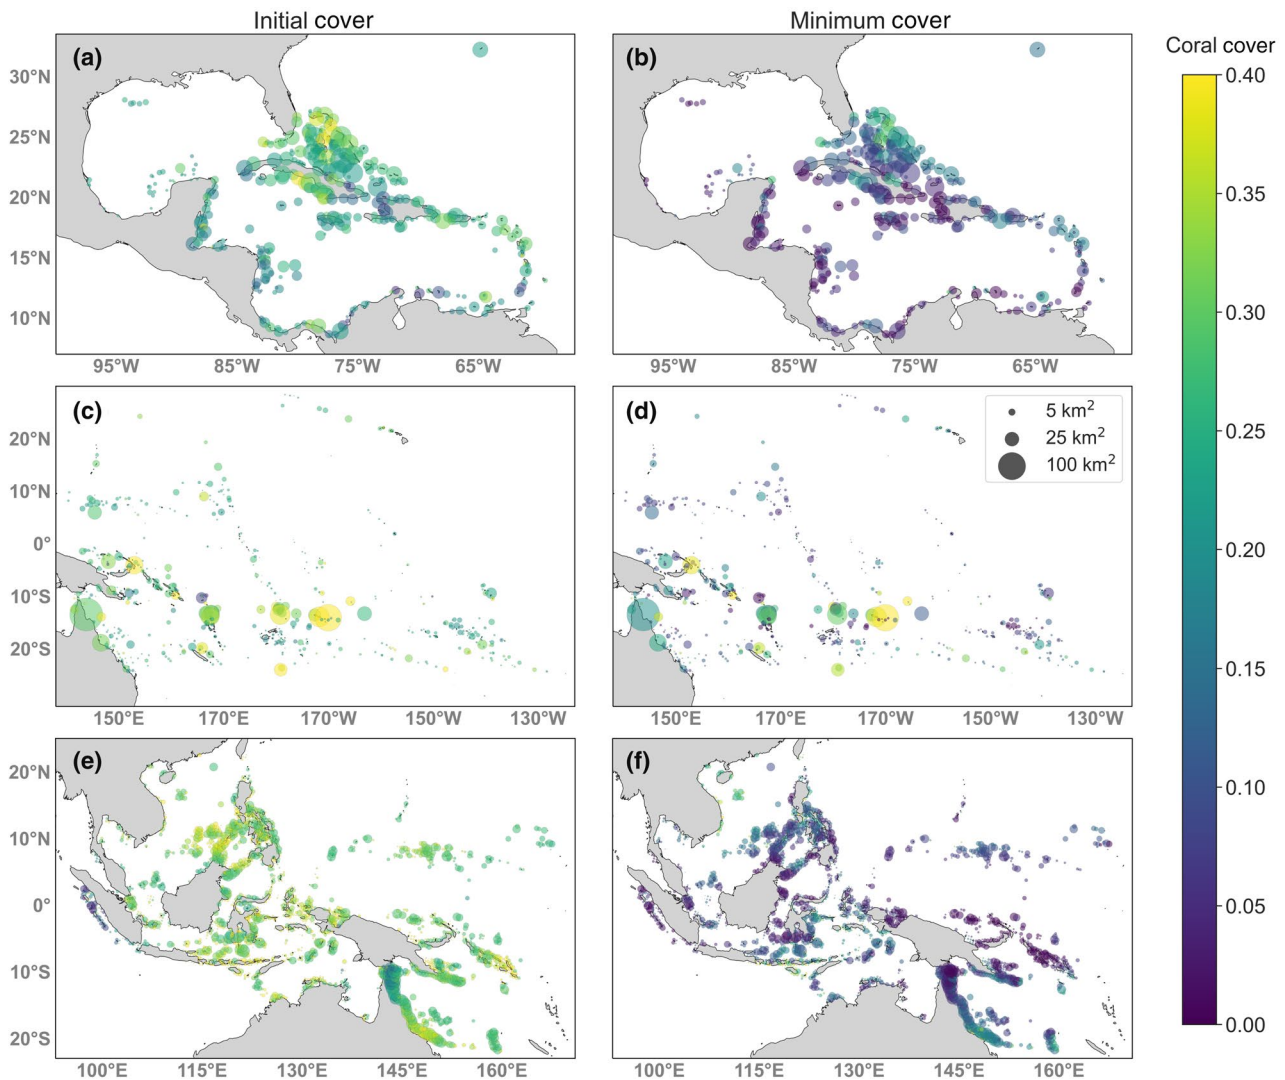 Initial cover
Minimum cover
Coral cover
(a)
(b)
30°N
25°N
20°N
15°N
10°N
95°W 85°W 75°W 65°W
95°W 85°W 75°W 65°W
(c)
(d)
5 km²
25 km²
100 km²
20°N
10°N
0°
10°S
20°S
150°E 170°E 170°W 150°W 130°W
150°E 170°E 170°W 150°W 130°W
(e)
(f)
20°N
10°N
0°
10°S
20°S
100°E 115°E 130°E 145°E 160°E
100°E 115°E 130°E 145°E 160°E
0.40
0.35
0.30
0.25
0.20
0.15
0.10
0.05
0.00